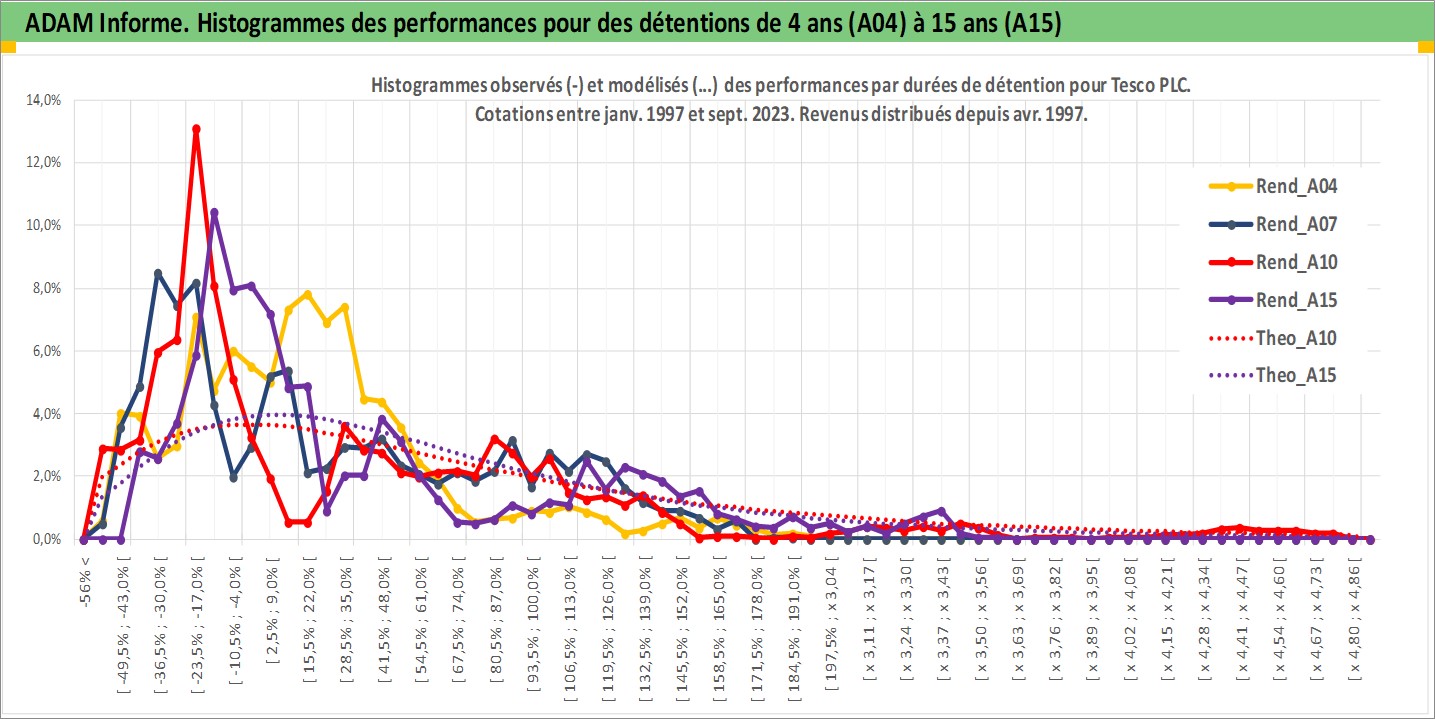 ADAM Informe. Histogrammes des performances pour des détentions de 4 ans (A04) à 15 ans (A15)
Histogrammes observés (-) et modélisés (...) des performances par durées de détention pour Tesco PLC.
Cotations entre janv. 1997 et sept. 2023. Revenus distribués depuis avr. 1997.
14,0%
12,0%
10,0%
8,0%
6,0%
4,0%
2,0%
0,0%
Rend_A04
Rend_A07
Rend_A10
Rend_A15
Theo_A10
Theo_A15
-56% <
[ -49,5% ; -43,0% [
[ -36,5% ; -30,0% [
[ -23,5% ; -17,0% [
[ -10,5% ; -4,0% [
[ 2,5% ; 9,0% [
[ 15,5% ; 22,0% [
[ 28,5% ; 35,0% [
[ 41,5% ; 48,0% [
[ 54,5% ; 61,0% [
[ 67,5% ; 74,0% [
[ 80,5% ; 87,0% [
[ 93,5% ; 100,0% [
[ 106,5% ; 113,0% [
[ 119,5% ; 126,0% [
[ 132,5% ; 139,0% [
[ 145,5% ; 152,0% [
[ 158,5% ; 165,0% [
[ 171,5% ; 178,0% [
[ 184,5% ; 191,0% [
[ 197,5% ; x 3,04 [
[ x 3,11 ; x 3,17 [
[ x 3,24 ; x 3,30 [
[ x 3,37 ; x 3,43 [
[ x 3,50 ; x 3,56 [
[ x 3,63 ; x 3,69 [
[ x 3,76 ; x 3,82 [
[ x 3,89 ; x 3,95 [
[ x 4,02 ; x 4,08 [
[ x 4,15 ; x 4,21 [
[ x 4,28 ; x 4,34 [
[ x 4,41 ; x 4,47 [
[ x 4,54 ; x 4,60 [
[ x 4,67 ; x 4,73 [
[ x 4,80 ; x 4,86 [